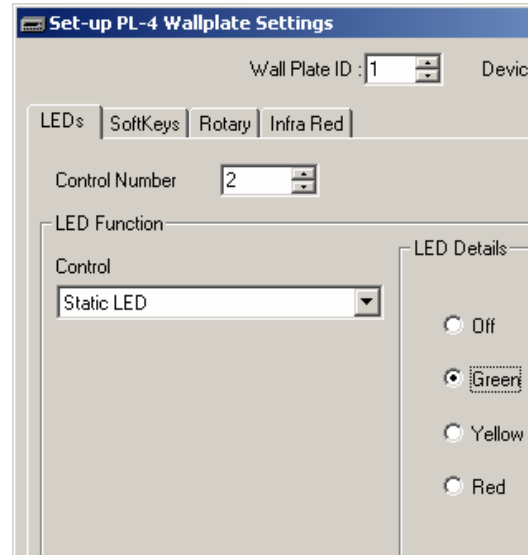 Set-up PL-4 Wallplate Settings
Wall Plate ID : 1 Devic
LEDs SoftKeys Rotary Infra Red
Control Number 2
LED Function
LED Details
Control
Static LED
Off
Green
Yellow
Red